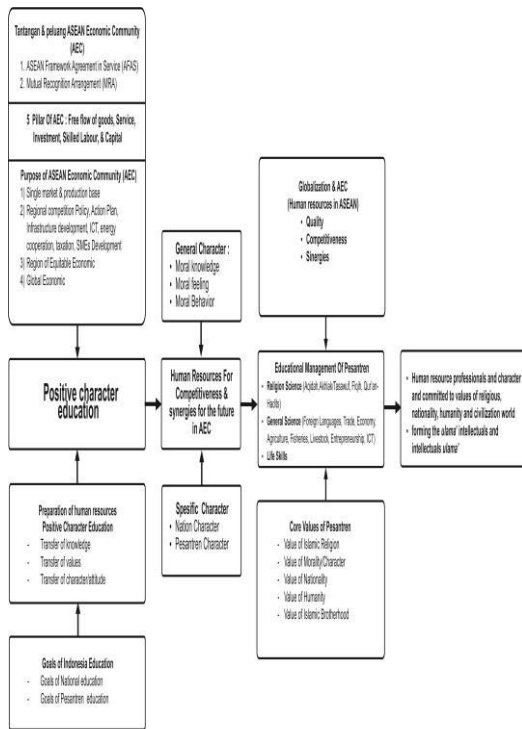 Tantangan & peluang ASEAN Economic Community
(AEC)
1. ASEAN Framework Agreement in Service (AFAS)
2. Mutual Recognition Arrangement (MRA)
5 Pillar Of AEC : Free flow of goods, Service,
Investment, Skilled Labour, & Capital
Purpose of ASEAN Economic Community (AEC)
1) Single market & production base
2) Regional competition Policy, Action Plan,
Infrastructure development, ICT, energy
cooperation, taxation, SMEs Development
3) Region of Equitable Economic
4) Global Economic
Positive character
education
Preparation of human resources
Positive Character Education
- Transfer of knowledge
- Transfer of values
- Transfer of character/attitude
Goals of Indonesia Education
- Goals of National education
- Goals of Pesantren education
General Character :
• Moral knowledge
• Moral feeling
• Moral Behavior
Human Resources For
Competitiveness &
synergies for the future
in AEC
Spesific Character
• Nation Character
• Pesantren Character
Globalization & AEC
(Human resources in ASEAN)
• Quality
• Competitiveness
• Sinergies
Educational Management Of Pesantren
• Religion Science (Aqidah, Akhlak/Tasawuf, Fiqih, Qur'an-
Hadits)
• General Science (Foreign Languages, Trade, Economy,
Agriculture, Fisheries, Livestock, Entrepreneurship, ICT)
• Life Skills
Core Values of Pesantren
- Value of Islamic Religion
- Value of Morality/Character
- Value of Nationality
- Value of Humanity
- Value of Islamic Brotherhood
- Human resource professionals and character
and committed to values of religious,
nationality, humanity and civilization world
- forming the ulama' intellectuals and
intellectuals ulama'